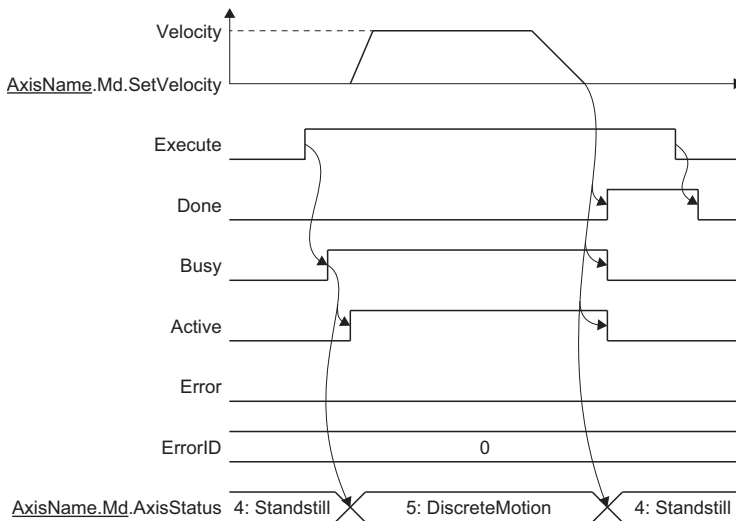 Velocity
AxisName.Md.SetVelocity
Execute
Done
Busy
Active
Error
ErrorID 0
AxisName.Md.AxisStatus 4: Standstill 5: DiscreteMotion 4: Standstill